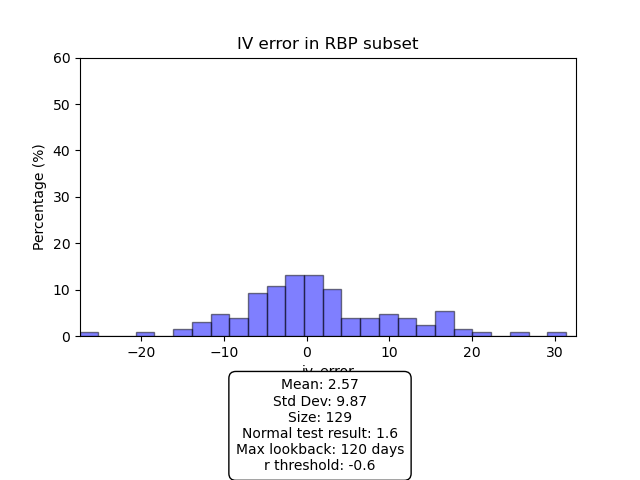 IV error in RBP subset
60
50
40
30
20
10
0
Percentage (%)
−20
−10
0
10
20
30
iv_error
Mean: 2.57
Std Dev: 9.87
Size: 129
Normal test result: 1.6
Max lookback: 120 days
r threshold: -0.6